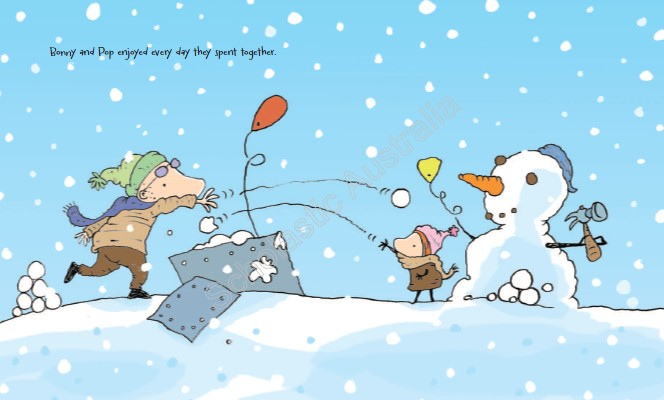 Bonny and Pop enjoyed every day they spent together.
Scholastic Australia